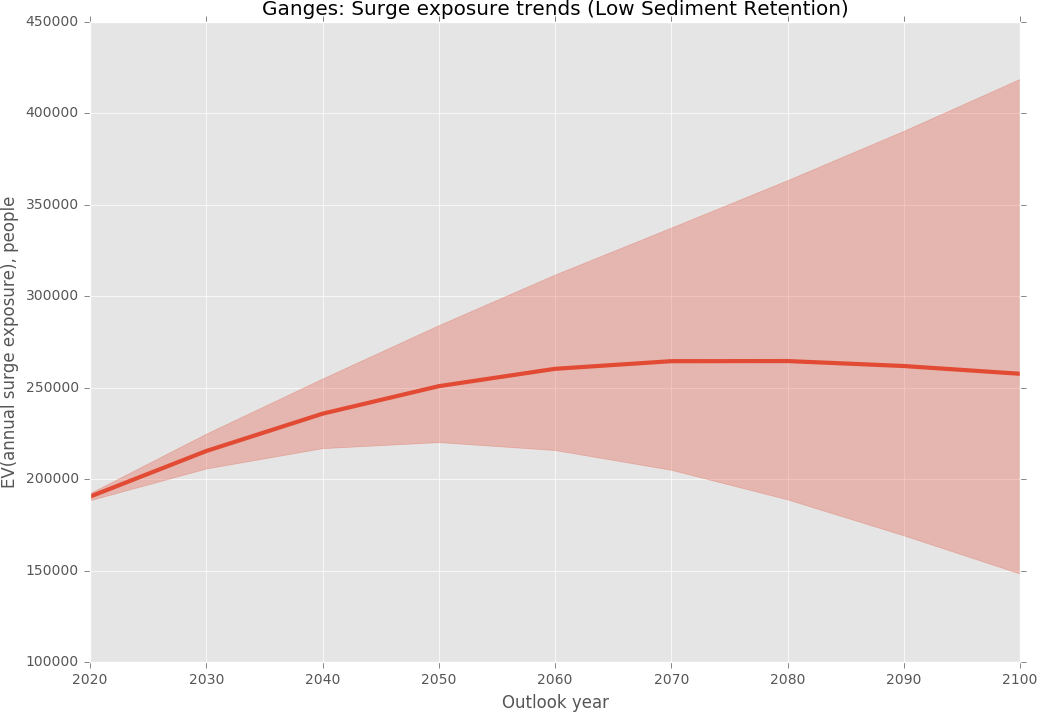 Ganges: Surge exposure trends (Low Sediment Retention)
450000
400000
350000
300000
250000
200000
150000
100000
EV(annual surge exposure), people
2020 2030 2040 2050 2060 2070 2080 2090 2100
Outlook year